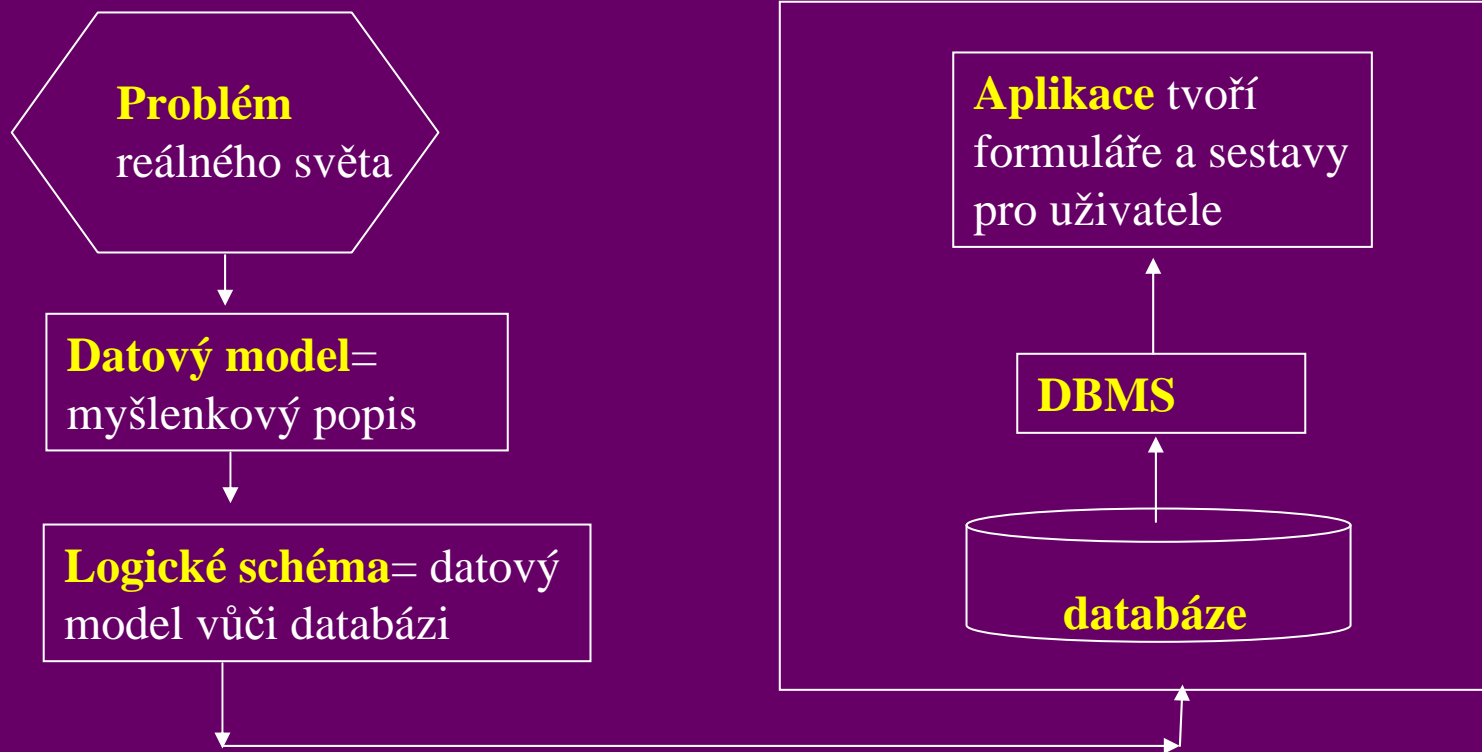 Problém
reálného světa
Datový model=
myšlenkový popis
Logické schéma= datový
model vůči databázi
Aplikace tvoří
formuláře a sestavy
pro uživatele
DBMS
databáze